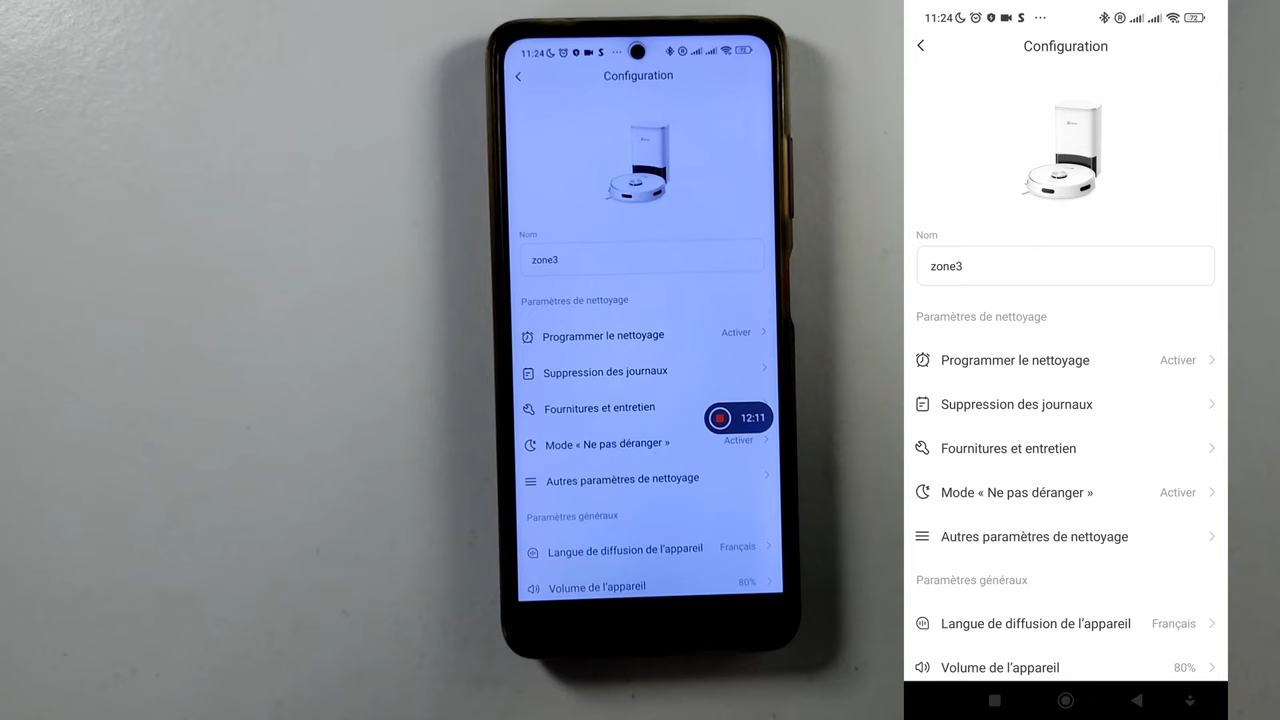 11:24
Configuration
Nom
zone3
Paramètres de nettoyage
Programmer le nettoyage Activer
Suppression des journaux
Fournitures et entretien
12:11
Mode « Ne pas déranger » Activer
Autres paramètres de nettoyage
Paramètres généraux
Langue de diffusion de l'appareil Français
Volume de l'appareil 80%
11:24 72
Configuration
Nom
zone3
Paramètres de nettoyage
Programmer le nettoyage Activer
Suppression des journaux
Fournitures et entretien
Mode « Ne pas déranger » Activer
Autres paramètres de nettoyage
Paramètres généraux
Langue de diffusion de l'appareil Français
Volume de l'appareil 80%